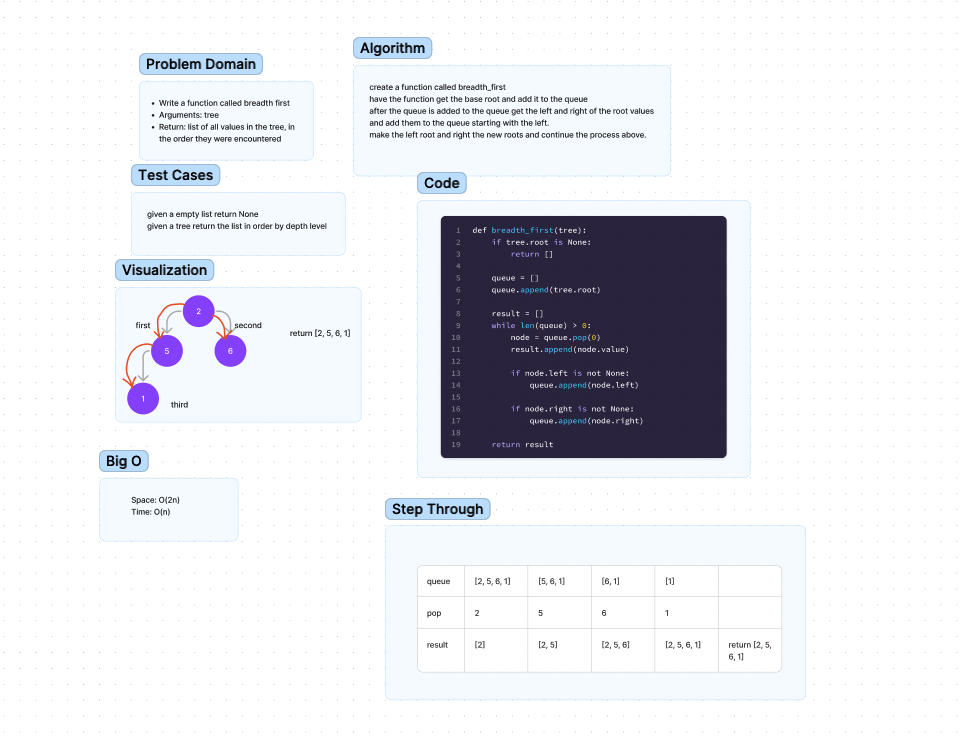 Problem Domain
• Write a function called breadth first
• Arguments: tree
• Return: list of all values in the tree, in
the order they were encountered
Algorithm
create a function called breadth_first
have the function get the base root and add it to the queue
after the queue is added to the queue get the left and right of the root values
and add them to the queue starting with the left.
make the left root and right the new roots and continue the process above.
Test Cases
given a empty list return None
given a tree return the list in order by depth level
Code
1 def breadth_first(tree):
2     if tree.root is None:
3         return []
4
5     queue = []
6     queue.append(tree.root)
7
8     result = []
9     while len(queue) > 0:
10         node = queue.pop(0)
11         result.append(node.value)
12
13         if node.left is not None:
14             queue.append(node.left)
15
16         if node.right is not None:
17             queue.append(node.right)
18
19     return result
Visualization
2
first
second
return [2, 5, 6, 1]
5
6
1
third
Big O
Space: O(2n)
Time: O(n)
Step Through
queue [2, 5, 6, 1] [5, 6, 1] [6, 1] [1]
pop 2 5 6 1
result [2] [2, 5] [2, 5, 6] [2, 5, 6, 1] return [2, 5,
6, 1]